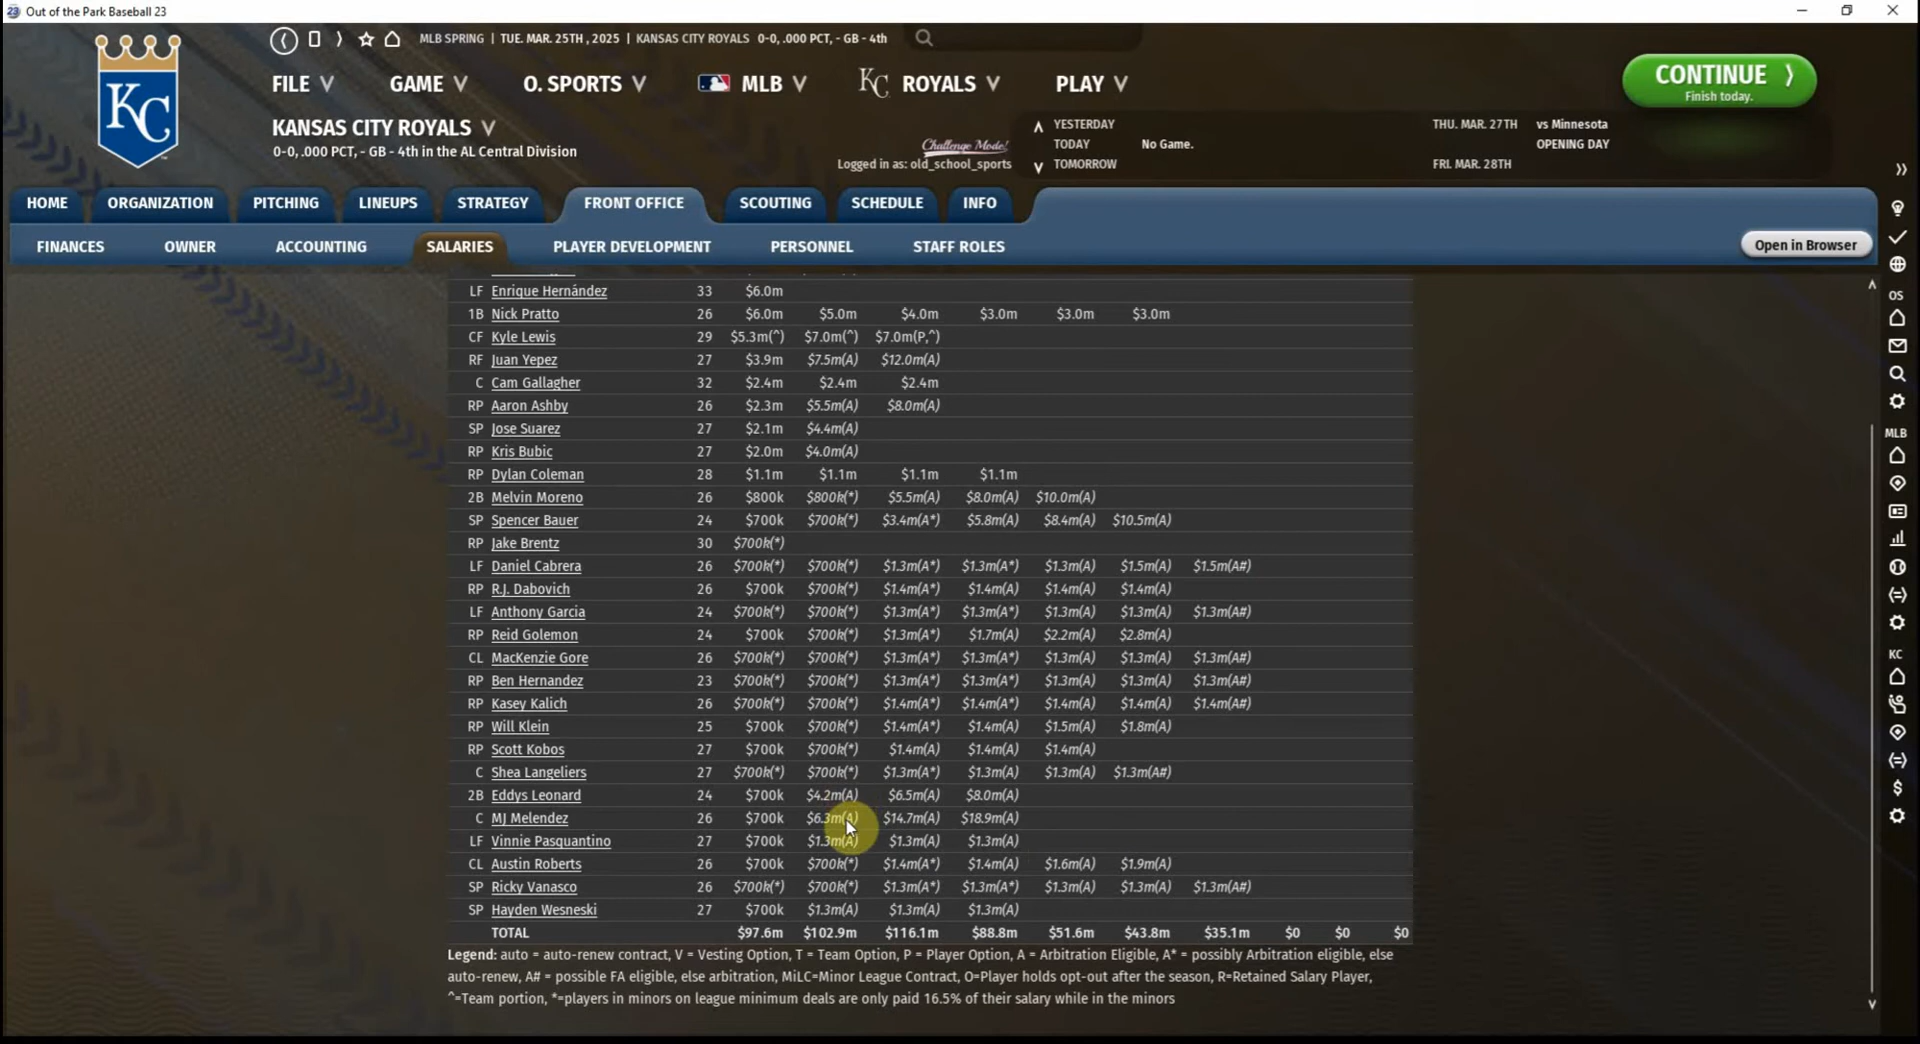 Out of the Park Baseball 23
MLB SPRING | TUE. MAR. 25TH , 2025 | KANSAS CITY ROYALS 0-0, .000 PCT, - GB - 4th
FILE GAME O. SPORTS MLB KC ROYALS PLAY
CONTINUE
Finish today.
KC
KANSAS CITY ROYALS
0-0, .000 PCT, - GB - 4th in the AL Central Division
Challenge Mode!
Logged in as: old_school_sports
YESTERDAY
TODAY No Game.
TOMORROW
THU. MAR. 27TH vs Minnesota
OPENING DAY
FRI. MAR. 28TH
HOME ORGANIZATION PITCHING LINEUPS STRATEGY FRONT OFFICE SCOUTING SCHEDULE INFO
FINANCES OWNER ACCOUNTING SALARIES PLAYER DEVELOPMENT PERSONNEL STAFF ROLES
Open in Browser
LF Enrique Hernández 33 $6.0m
1B Nick Pratto 26 $6.0m $5.0m $4.0m $3.0m $3.0m $3.0m
CF Kyle Lewis 29 $5.3m(^) $7.0m(^) $7.0m(P,^)
RF Juan Yepez 27 $3.9m $7.5m(A) $12.0m(A)
C Cam Gallagher 32 $2.4m $2.4m $2.4m
RP Aaron Ashby 26 $2.3m $5.5m(A) $8.0m(A)
SP Jose Suarez 27 $2.1m $4.4m(A)
RP Kris Bubic 27 $2.0m $4.0m(A)
RP Dylan Coleman 28 $1.1m $1.1m $1.1m $1.1m
2B Melvin Moreno 26 $800k $800k(*) $5.5m(A) $8.0m(A) $10.0m(A)
SP Spencer Bauer 24 $700k $700k(*) $3.4m(A*) $5.8m(A) $8.4m(A) $10.5m(A)
RP Jake Brentz 30 $700k(*)
LF Daniel Cabrera 26 $700k(*) $700k(*) $1.3m(A*) $1.3m(A*) $1.3m(A) $1.5m(A) $1.5m(A#)
RP R.J. Dabovich 26 $700k $700k(*) $1.4m(A*) $1.4m(A) $1.4m(A) $1.4m(A)
LF Anthony Garcia 24 $700k(*) $700k(*) $1.3m(A*) $1.3m(A*) $1.3m(A) $1.3m(A) $1.3m(A#)
RP Reid Golemon 24 $700k $700k(*) $1.3m(A*) $1.7m(A) $2.2m(A) $2.8m(A)
CL MacKenzie Gore 26 $700k(*) $700k(*) $1.3m(A*) $1.3m(A*) $1.3m(A) $1.3m(A) $1.3m(A#)
RP Ben Hernandez 23 $700k(*) $700k(*) $1.3m(A*) $1.3m(A*) $1.3m(A) $1.3m(A) $1.3m(A#)
RP Kasey Kalich 26 $700k(*) $700k(*) $1.4m(A*) $1.4m(A*) $1.4m(A) $1.4m(A) $1.4m(A#)
RP Will Klein 25 $700k $700k(*) $1.4m(A*) $1.4m(A) $1.5m(A) $1.8m(A)
RP Scott Kobos 27 $700k $700k(*) $1.4m(A) $1.4m(A) $1.4m(A)
C Shea Langeliers 27 $700k(*) $700k(*) $1.3m(A*) $1.3m(A) $1.3m(A) $1.3m(A#)
2B Eddys Leonard 24 $700k $4.2m(A) $6.5m(A) $8.0m(A)
C MJ Melendez 26 $700k $6.3m(A) $14.7m(A) $18.9m(A)
LF Vinnie Pasquantino 27 $700k $1.3m(A) $1.3m(A) $1.3m(A)
CL Austin Roberts 26 $700k $700k(*) $1.4m(A*) $1.4m(A) $1.6m(A) $1.9m(A)
SP Ricky Vanasco 26 $700k(*) $700k(*) $1.3m(A*) $1.3m(A*) $1.3m(A) $1.3m(A) $1.3m(A#)
SP Hayden Wesneski 27 $700k $1.3m(A) $1.3m(A) $1.3m(A)
TOTAL $97.6m $102.9m $116.1m $88.8m $51.6m $43.8m $35.1m $0 $0 $0
Legend: auto = auto-renew contract, V = Vesting Option, T = Team Option, P = Player Option, A = Arbitration Eligible, A* = possibly Arbitration eligible, else
auto-renew, A# = possible FA eligible, else arbitration, MiLC=Minor League Contract, O=Player holds opt-out after the season, R=Retained Salary Player,
^=Team portion, *=players in minors on league minimum deals are only paid 16.5% of their salary while in the minors
OS
MLB
KC